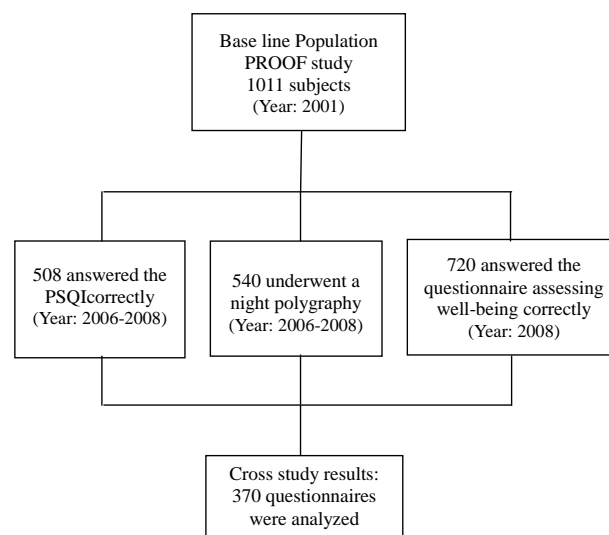 Base line Population
PROOF study
1011 subjects
(Year: 2001)
508 answered the
PSQIcorrectly
(Year: 2006-2008)
540 underwent a
night polygraphy
(Year: 2006-2008)
720 answered the
questionnaire assessing
well-being correctly
(Year: 2008)
Cross study results:
370 questionnaires
were analyzed